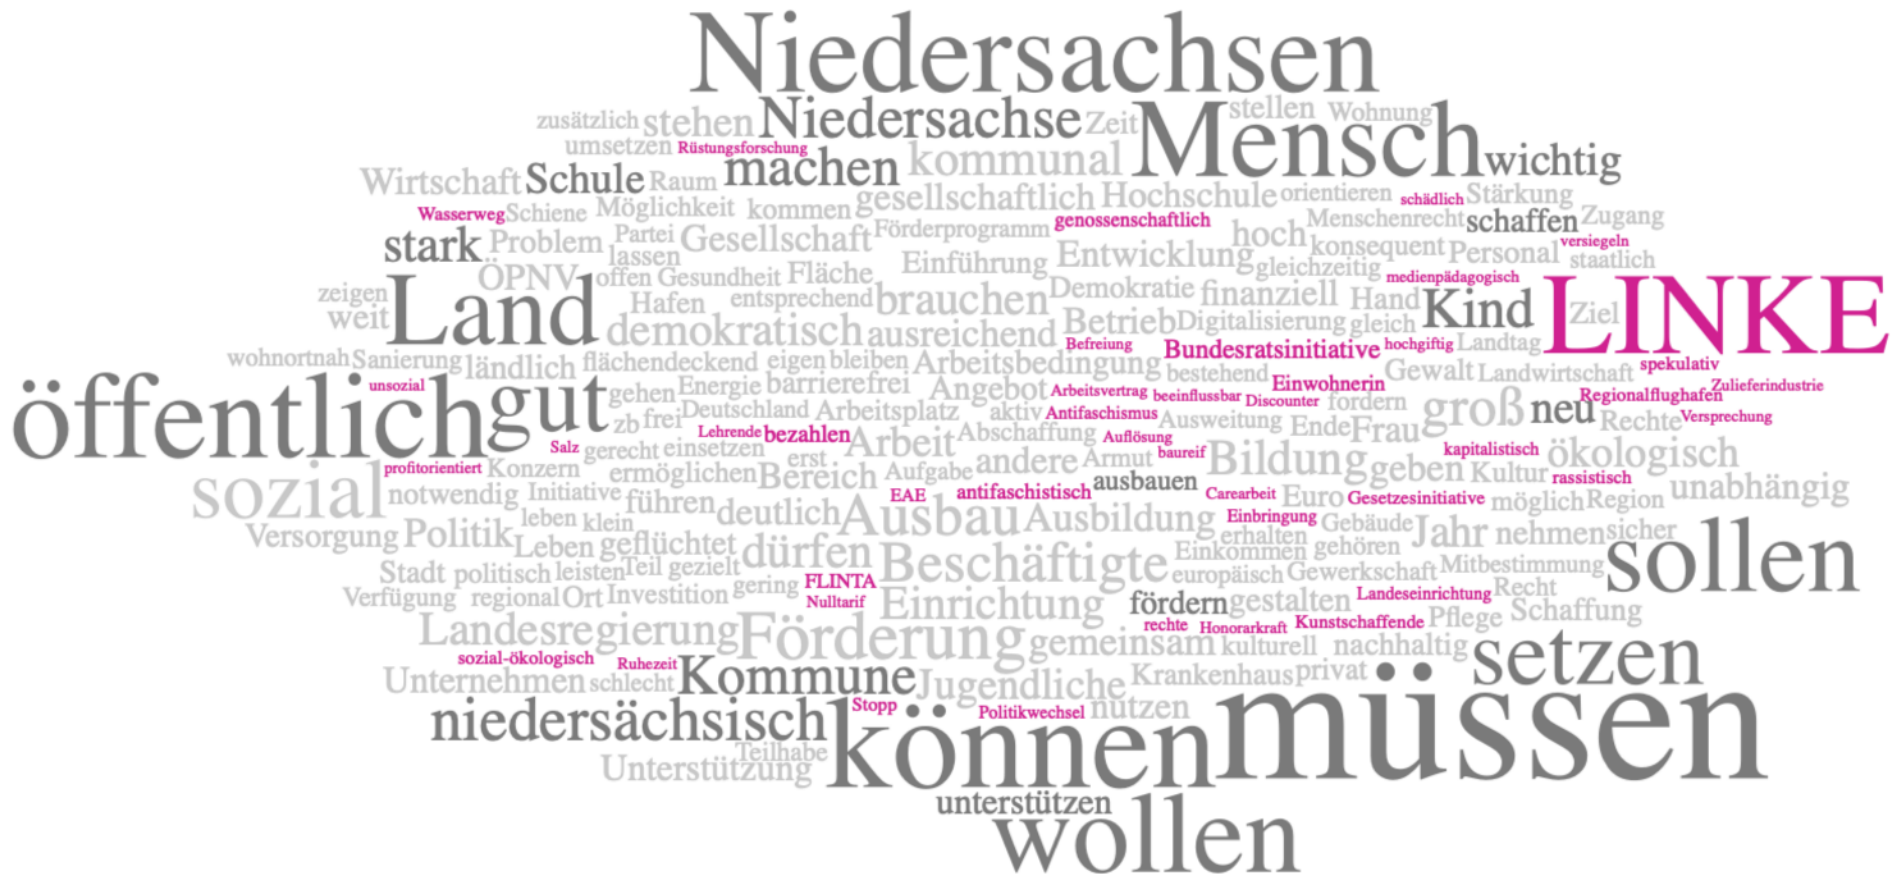 Niedersachsen
zusätzlich stehen Niedersachse Zeit Mensch stellen Wohnung
umsetzen Rüstungsforschung machen kommunal wichtig
Wirtschaft Schule Raum gesellschaftlich Hochschule orientieren schädlich Stärkung
Wasserweg Schiene Möglichkeit kommen Förderprogramm genossenschaftlich Menschenrecht schaffen Zugang
stark Problem Partei Gesellschaft hoch konsequent Personal versiegeln
lassen Einführung Entwicklung gleichzeitig staatlich
ÖPNV offen Gesundheit Fläche medienpädagogisch
zeigen Land Hafen entsprechend brauchen Demokratie finanziell Hand Kind LINKE Ziel
weit demokratisch ausreichend Betrieb Digitalisierung gleich
Befreiung Bundesratsinitiative hochgiftig Landtag
wohnortnah Sanierung ländlich flächendeckend eigen bleiben Arbeitsbedingung bestehend Gewalt Landwirtschaft spekulativ
öffentlich unsozial gut gehen Energie barrierefrei Angebot Arbeitsvertrag beeinflussbar Discounter Einwohnerin Regionalflughafen Zulieferindustrie
zb frei Deutschland Arbeitsplatz aktiv Antifaschismus Ausweitung Ende fordern Frau groß neu Rechte Versprechung
Salz gerecht einsetzen Lehrende bezahlen Arbeit Abschaffung Auflösung baureif kapitalistisch ökologisch
profitorientiert Konzern ermöglichen erst Bereich Aufgabe andere Armut Bildung geben Kultur rassistisch
sozial notwendig Initiative führen EAE antifaschistisch ausbauen Carearbeit Euro Gesetzesinitiative möglich Region unabhängig
leben klein deutlich Ausbau Ausbildung Einbringung Gebäude Jahr nehmen sicher
Versorgung Politik Leben geflüchtet dürfen Beschäftigte Einkommen erhalten gehören sollen
Stadt politisch leisten Teil gezielt europäisch Gewerkschaft Mitbestimmung
Verfügung regional Ort Investition gering FLINTA Nulltarif Einrichtung fördern gestalten Landeseinrichtung Recht
Landesregierung Förderung gemeinsam rechte Honorarkraft Kunstschaffende Pflege Schaffung
sozial-ökologisch Ruhezeit kulturell nachhaltig setzen
Unternehmen schlecht Kommune Jugendliche Krankenhaus privat
niedersächsisch Stopp können Politikwechsel nutzen müssen
Teilhabe
Unterstützung
unterstützen
wollen